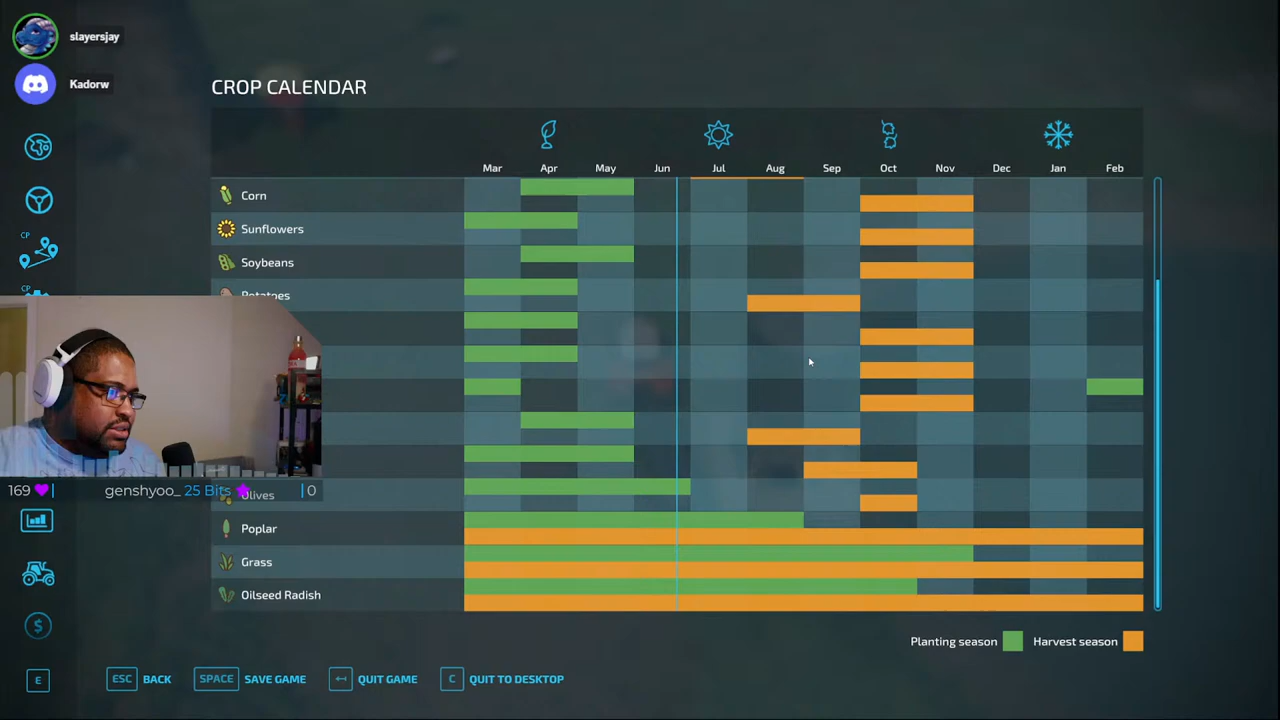 slayersjay
Kadorw
CROP CALENDAR
Mar Apr May Jun Jul Aug Sep Oct Nov Dec Jan Feb
Corn
Sunflowers
Soybeans
Potatoes
Olives
Poplar
Grass
Oilseed Radish
CP
CP
169 genshyoo_ 25 Bits 0
Planting season Harvest season
E
ESC BACK SPACE SAVE GAME QUIT GAME C QUIT TO DESKTOP